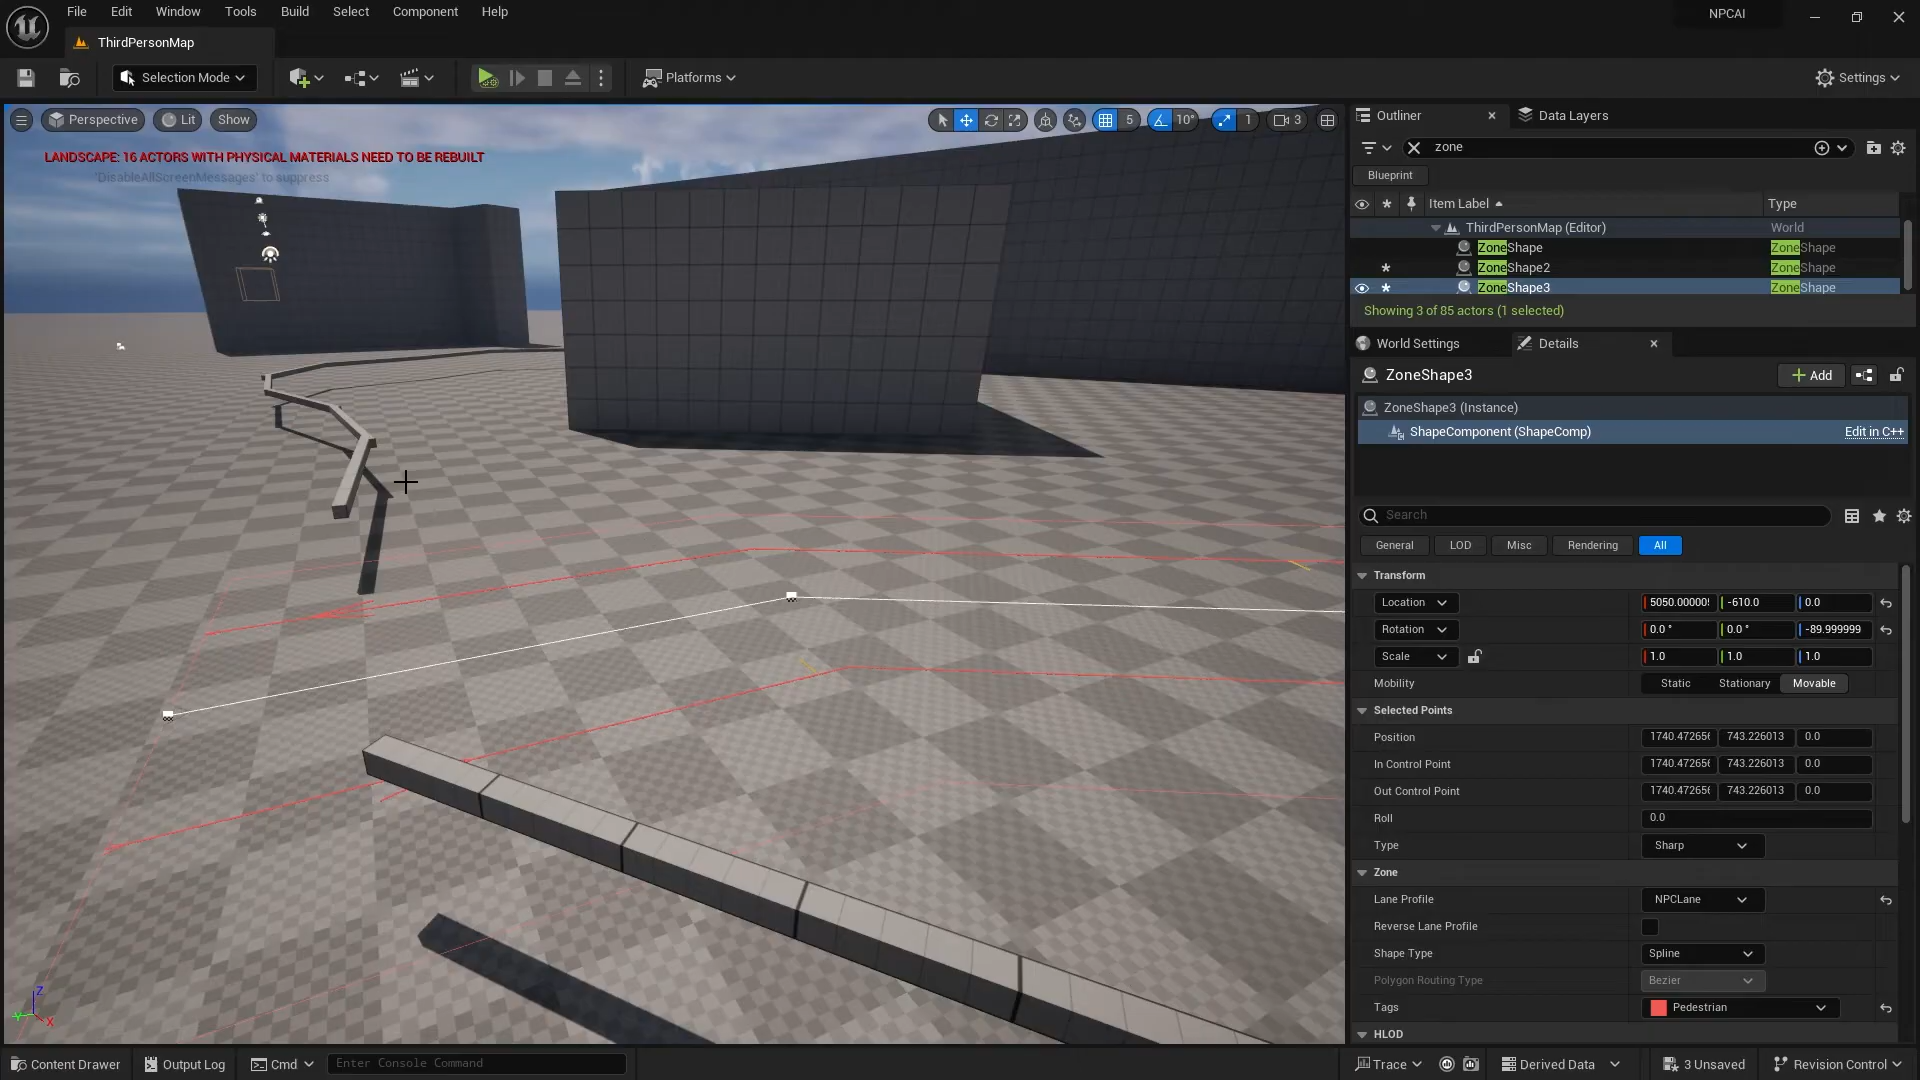 File Edit Window Tools Build Select Component Help
NPCAI
ThirdPersonMap
Selection Mode
Platforms
Settings
Perspective Lit Show
5 10° 1 3
LANDSCAPE: 16 ACTORS WITH PHYSICAL MATERIALS NEED TO BE REBUILT
'DisableAllScreenMessages' to suppress
Outliner Data Layers
zone
Blueprint
Item Label Type
ThirdPersonMap (Editor) World
ZoneShape ZoneShape
ZoneShape2 ZoneShape
ZoneShape3 ZoneShape
Showing 3 of 85 actors (1 selected)
World Settings Details
ZoneShape3 Add
ZoneShape3 (Instance)
ShapeComponent (ShapeComp) Edit in C++
Search
General LOD Misc Rendering All
Transform
Location 5050.00000 -610.0 0.0
Rotation 0.0 ° 0.0 ° -89.999999
Scale 1.0 1.0 1.0
Mobility Static Stationary Movable
Selected Points
Position 1740.47265 743.226013 0.0
In Control Point 1740.47265 743.226013 0.0
Out Control Point 1740.47265 743.226013 0.0
Roll 0.0
Type Sharp
Zone
Lane Profile NPCLane
Reverse Lane Profile
Shape Type Spline
Polygon Routing Type Bezier
Tags Pedestrian
HLOD
Z
Y X
Content Drawer Output Log Cmd Enter Console Command
Trace Derived Data 3 Unsaved Revision Control